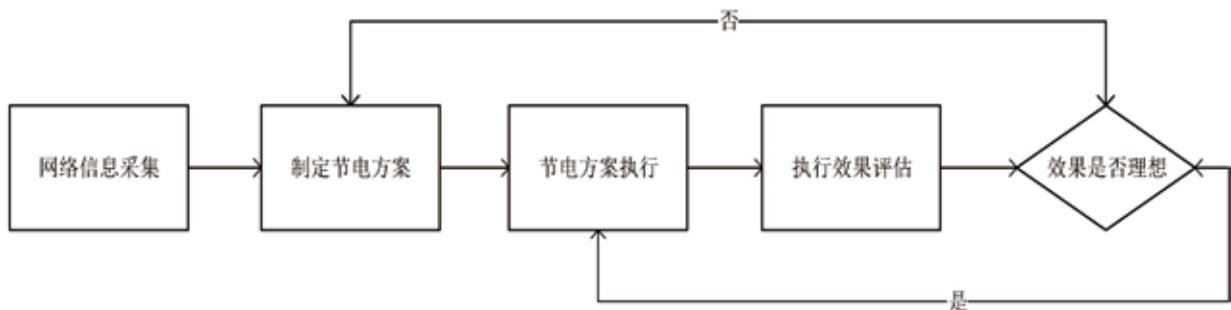 否
网络信息采集
制定节电方案
节电方案执行
执行效果评估
效果是否理想
是